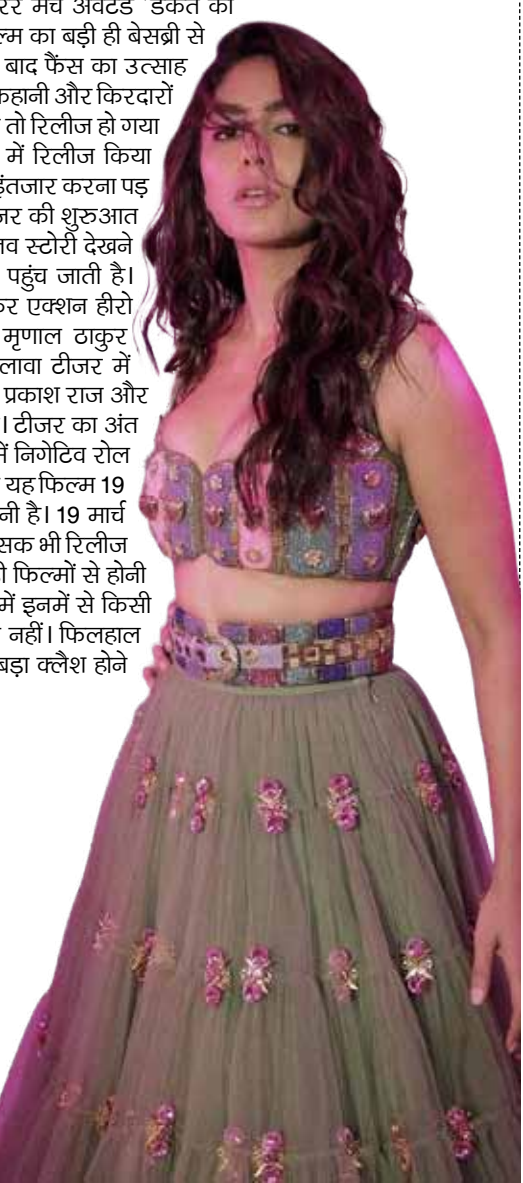 मच अवेटेड 'डकैत का
ल्म का बड़ी ही बेसब्री से
बाद फैंस का उत्साह
कहानी और किरदारों
तो रिलीज हो गया
में रिलीज किया
इंतजार करना पड़
जर की शुरुआत
नव स्टोरी देखने
पहुंच जाती है।
कर एक्शन हीरो
मृणाल ठाकुर
लावा टीजर में
प्रकाश राज और
। टीजर का अंत
में निगेटिव रोल
यह फिल्म 19
नी है। 19 मार्च
सक भी रिलीज
ी फिल्मों से होनी
में इनमें से किसी
नहीं। फिलहाल
बड़ा क्लैश होने